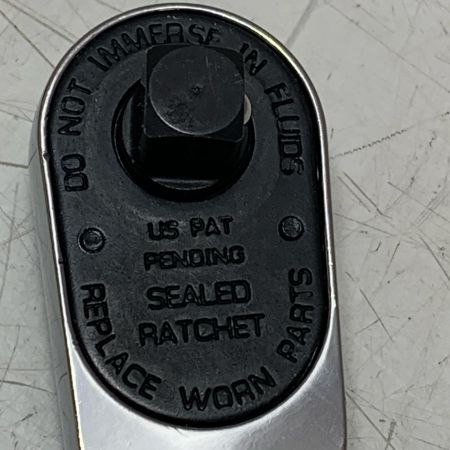 DO NOT IMMERSE IN FLUIDS
US PAT
PENDING
SEALED
RATCHET
REPLACE WORN PARTS